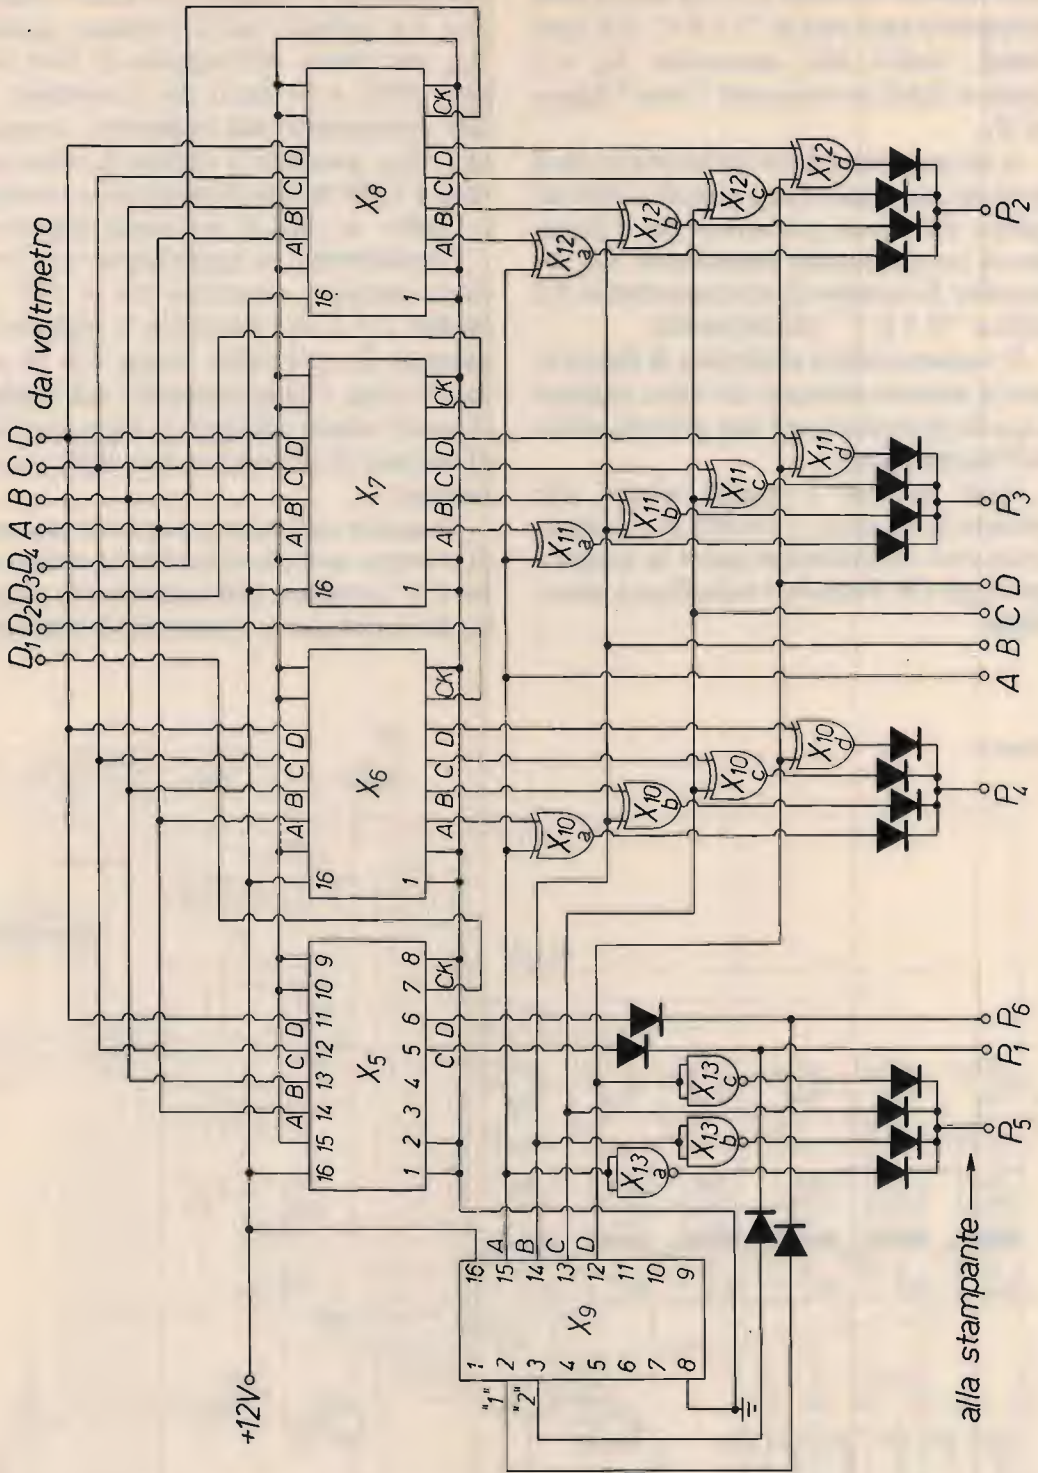 D1 D2 D3 D4 A B C D dal voltmetro
+12V
16 15 14 13 12 11 10 9
A B C D
X5
1 2 3 4 5 6 7 8
C D CK
16 A B C D
X6
1 A B C D CK
16 A B C D
X7
1 A B C D CK
16 A B C D
X8
1 A B C D CK
16 15 14 13 12 11 10 9
A B C D
X9
1 2 3 4 5 6 7 8
"1" "2"
X13 a
X13 b
X13 c
X10 a
X10 b
X10 c
X10 d
X11 a
X11 b
X11 c
X11 d
X12 a
X12 b
X12 c
X12 d
alla stampante
P5 P1 P6 P4 A B C D P3 P2